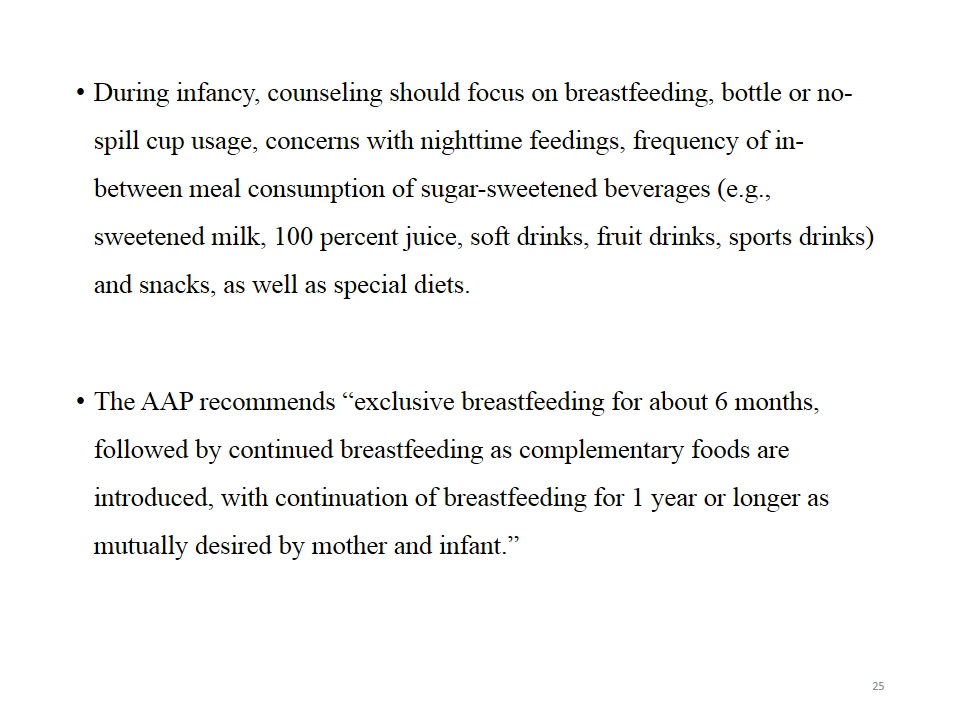 • During infancy, counseling should focus on breastfeeding, bottle or no-
spill cup usage, concerns with nighttime feedings, frequency of in-
between meal consumption of sugar-sweetened beverages (e.g.,
sweetened milk, 100 percent juice, soft drinks, fruit drinks, sports drinks)
and snacks, as well as special diets.
• The AAP recommends “exclusive breastfeeding for about 6 months,
followed by continued breastfeeding as complementary foods are
introduced, with continuation of breastfeeding for 1 year or longer as
mutually desired by mother and infant.”
25